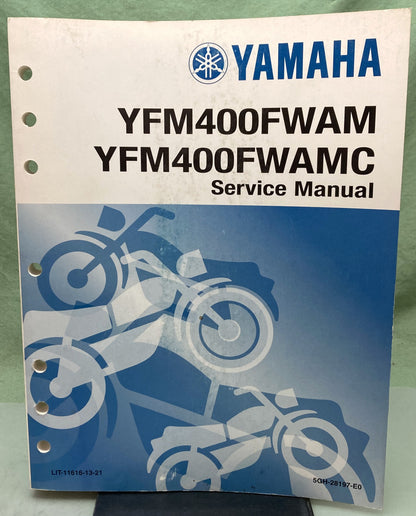 YAMAHA
YFM400FWAM
YFM400FWAMC
Service Manual
LIT-11616-13-21
5GH-28197-E0